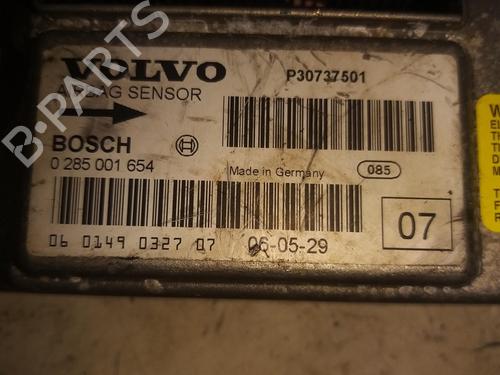 VOLVO
P30737501
AIRBAG SENSOR
BOSCH
0 285 001 654
Made in Germany
085
07
06 0149 0327 07
06-05-29
B-PARTS